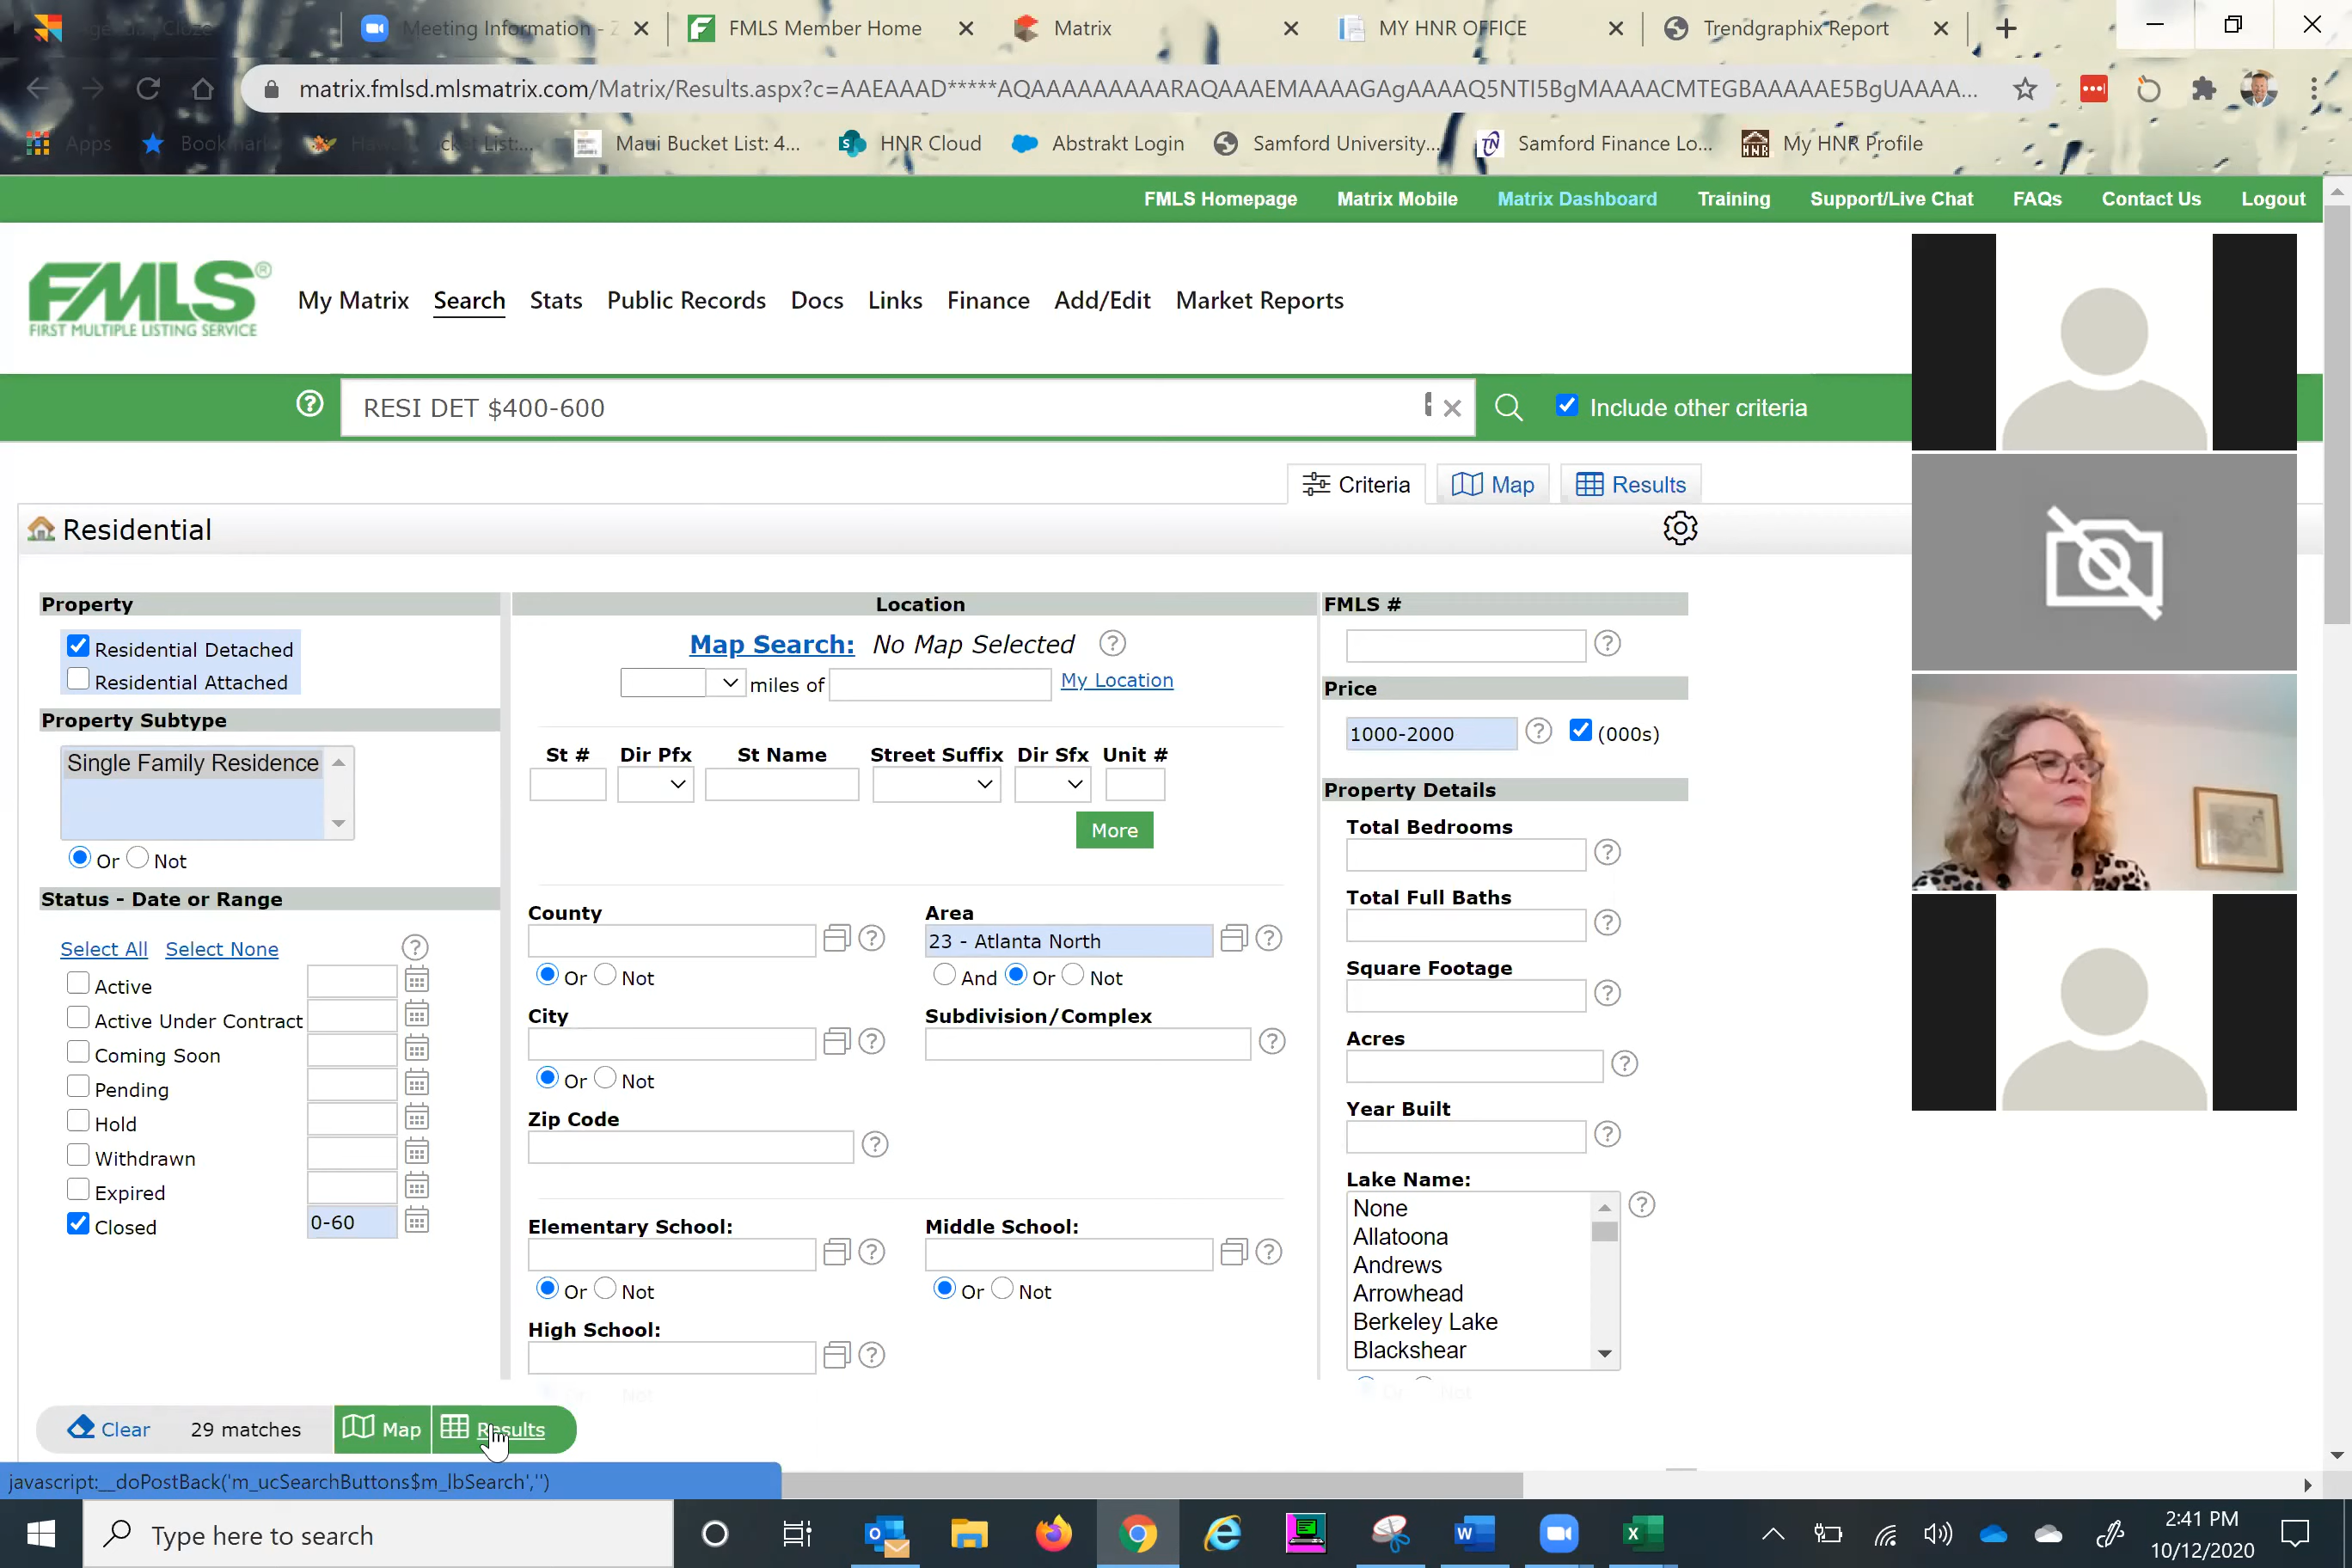 Meeting Information - Z
FMLS Member Home
Matrix
MY HNR OFFICE
Trendgraphix Report
matrix.fmlsd.mlsmatrix.com/Matrix/Results.aspx?c=AAEAAAD*****AQAAAAAAAAARAQAAAEMAAAAGAgAAAAQ5NTI5BgMAAAACMTEGBAAAAAE5BgUAAAA...
Apps
Bookmark
Maui Bucket List: 4...
HNR Cloud
Abstrakt Login
Samford University...
Samford Finance Lo...
My HNR Profile
FMLS Homepage
Matrix Mobile
Matrix Dashboard
Training
Support/Live Chat
FAQs
Contact Us
Logout
FMLS®
FIRST MULTIPLE LISTING SERVICE
My Matrix
Search
Stats
Public Records
Docs
Links
Finance
Add/Edit
Market Reports
RESI DET $400-600
Include other criteria
Criteria
Map
Results
Residential
Property
Residential Detached
Residential Attached
Property Subtype
Single Family Residence
Or Not
Status - Date or Range
Select All Select None
Active
Active Under Contract
Coming Soon
Pending
Hold
Withdrawn
Expired
Closed 0-60
Location
Map Search: No Map Selected
miles of
My Location
St # Dir Pfx St Name Street Suffix Dir Sfx Unit #
More
County
Or Not
Area
23 - Atlanta North
And Or Not
City
Or Not
Subdivision/Complex
Zip Code
Elementary School:
Or Not
Middle School:
Or Not
High School:
FMLS #
Price
1000-2000 (000s)
Property Details
Total Bedrooms
Total Full Baths
Square Footage
Acres
Year Built
Lake Name:
None
Allatoona
Andrews
Arrowhead
Berkeley Lake
Blackshear
Clear
29 matches
Map
Results
javascript:__doPostBack('m_ucSearchButtons$m_lbSearch','')
Type here to search
2:41 PM
10/12/2020